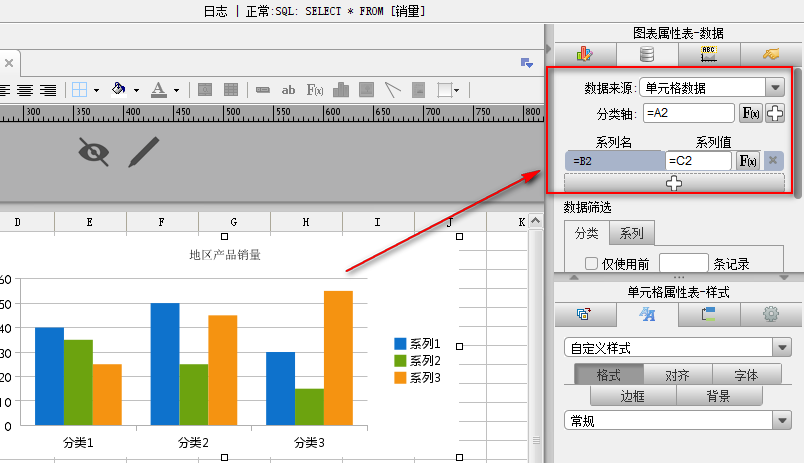 日志 | 正常:SQL: SELECT * FROM [销量]
图表属性表-数据
ABC
ab F(x)
300 350 400 450 500 550 600 650 700 750 800
数据来源: 单元格数据
分类轴: =A2 F(x)
系列名 系列值
=B2 =C2 F(x)
数据筛选
分类 系列
仅使用前 条记录
D E F G H I J K
地区产品销量
60
50
40
30
20
10
0
分类1 分类2 分类3
系列1
系列2
系列3
单元格属性表-样式
自定义样式
格式 对齐 字体
边框 背景
常规